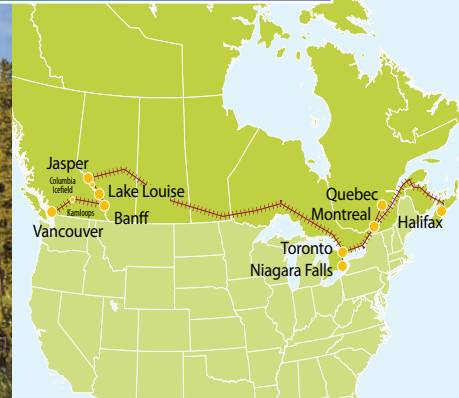 Jasper
Columbia
Icefield
Lake Louise
Kamloops
Banff
Vancouver
Quebec
Montreal
Halifax
Toronto
Niagara Falls